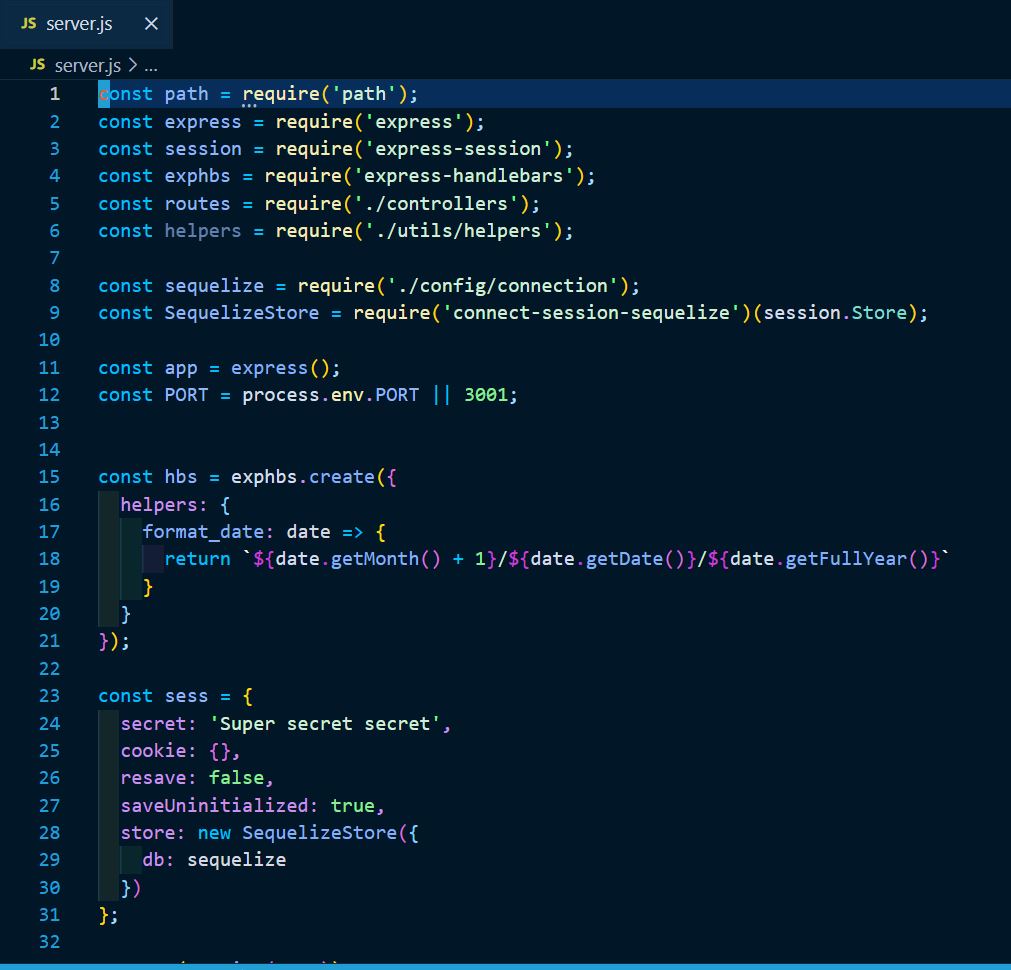 JS server.js ×
JS server.js > ...
1 const path = require('path');
2 const express = require('express');
3 const session = require('express-session');
4 const exphbs = require('express-handlebars');
5 const routes = require('./controllers');
6 const helpers = require('./utils/helpers');
7
8 const sequelize = require('./config/connection');
9 const SequelizeStore = require('connect-session-sequelize')(session.Store);
10
11 const app = express();
12 const PORT = process.env.PORT || 3001;
13
14
15 const hbs = exphbs.create({
16   helpers: {
17     format_date: date => {
18       return `${date.getMonth() + 1}/${date.getDate()}/${date.getFullYear()}`
19     }
20   }
21 });
22
23 const sess = {
24   secret: 'Super secret secret',
25   cookie: {},
26   resave: false,
27   saveUninitialized: true,
28   store: new SequelizeStore({
29     db: sequelize
30   })
31 };
32